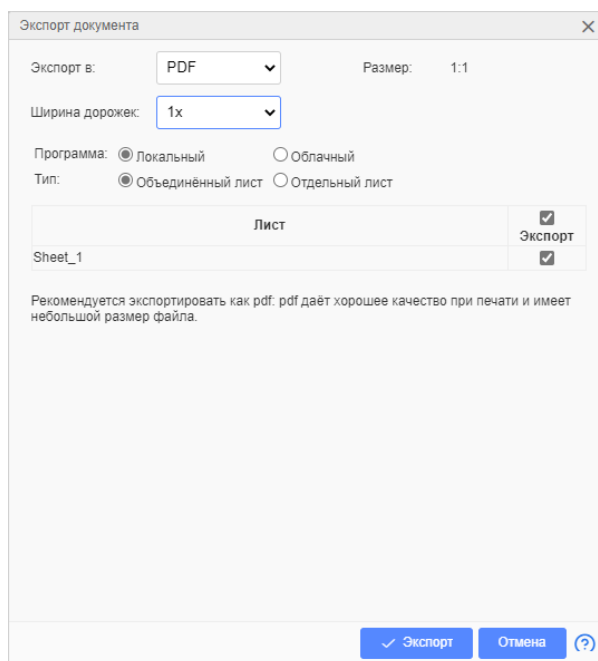 Экспорт документа
Экспорт в: PDF Размер: 1:1
Ширина дорожек: 1x
Программа: Локальный Облачный
Тип: Объединённый лист Отдельный лист
Лист Экспорт
Sheet_1
Рекомендуется экспортировать как pdf: pdf даёт хорошее качество при печати и имеет
небольшой размер файла.
Экспорт Отмена ?